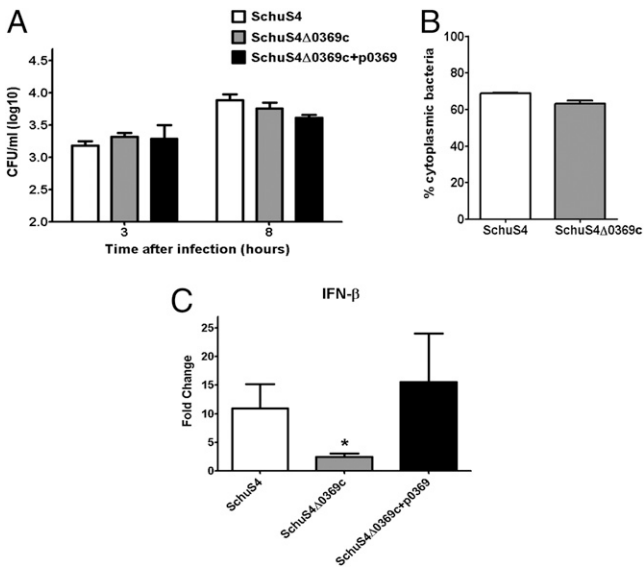 A
SchuS4
SchuS4Δ0369c
SchuS4Δ0369c+p0369
CFU/ml (log10)
4.5
4.0
3.5
3.0
2.5
2.0
3
8
Time after infection (hours)
B
% cytoplasmic bacteria
100
80
60
40
20
0
SchuS4
SchuS4Δ0369c
C
IFN-β
Fold Change
25
20
15
10
5
0
*
SchuS4
SchuS4Δ0369c
SchuS4Δ0369c+p0369